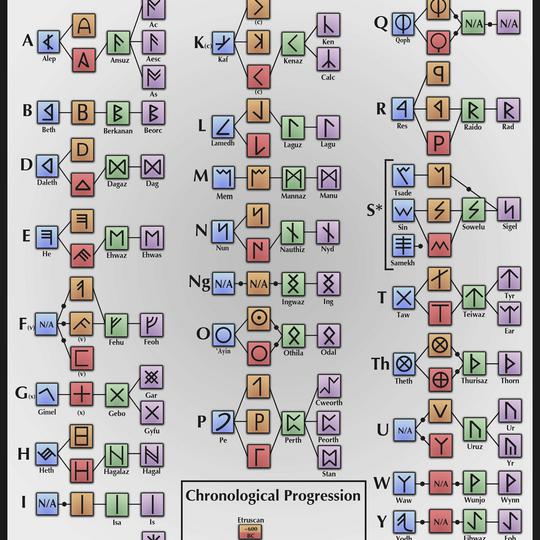 A
Alep
Ansuz
Ac
Aesc
As
B
Beth
Berkanan
Beorc
D
Daleth
Dagaz
Dag
E
He
Ehwaz
Ehwas
F(v)
N/A
(v)
(v)
Fehu
Feoh
G(x)
Gimel
(x)
Gebo
Gar
Gyfu
H
Heth
Hagalaz
Hagal
I
N/A
Isa
Is
K(c)
Kaf
(c)
(c)
Kenaz
Ken
Calc
L
Lamedh
Laguz
Lagu
M
Mem
Mannaz
Manu
N
Nun
Nauthiz
Nyd
Ng
N/A
N/A
Ingwaz
Ing
O
'Ayin
Othila
Odal
P
Pe
Perth
Cweorth
Peorth
Stan
Chronological Progression
Etruscan
~600
BC
Q
Qoph
N/A
N/A
R
Res
Raido
Rad
S*
Tsade
Sin
Samekh
Sowelu
Sigel
T
Taw
Teiwaz
Tyr
Ear
Th
Theth
Thurisaz
Thorn
U
N/A
Uruz
Ur
Yr
W
Waw
N/A
Wunjo
Wynn
Y
Yodh
N/A
Eihwaz
Eoh